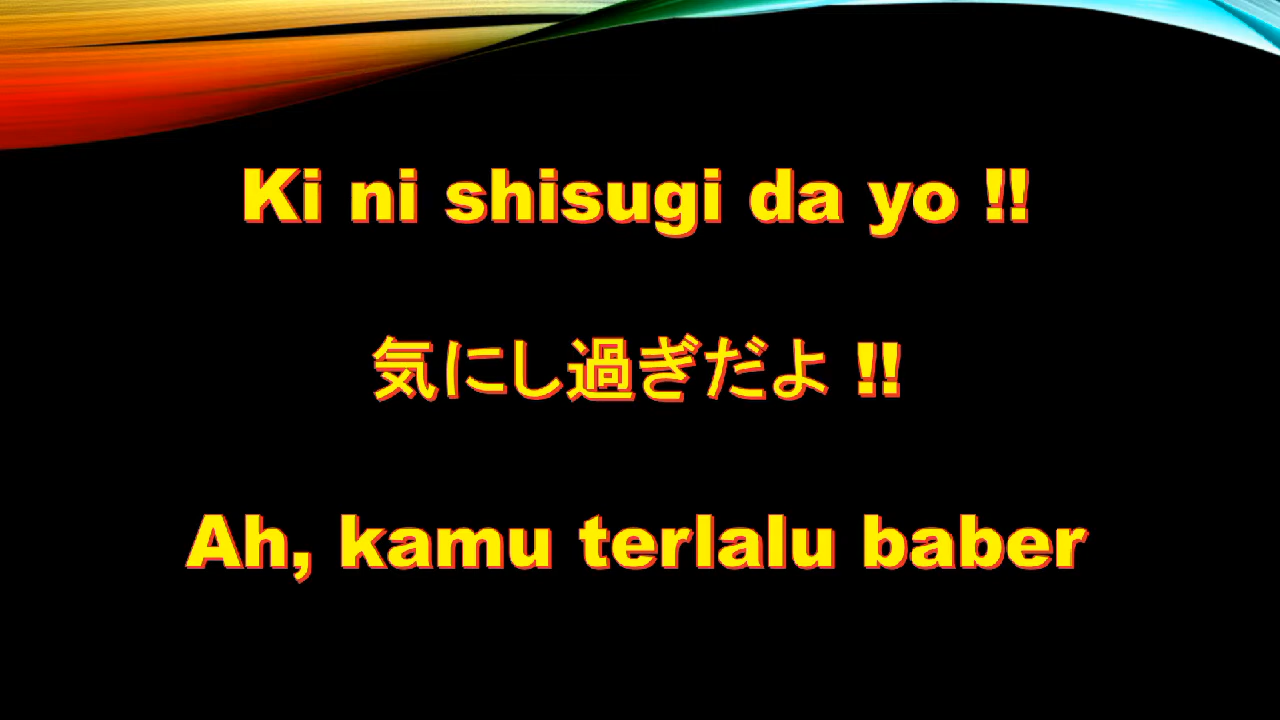 Ki ni shisugi da yo !!
気にし過ぎだよ !!
Ah, kamu terlalu baber